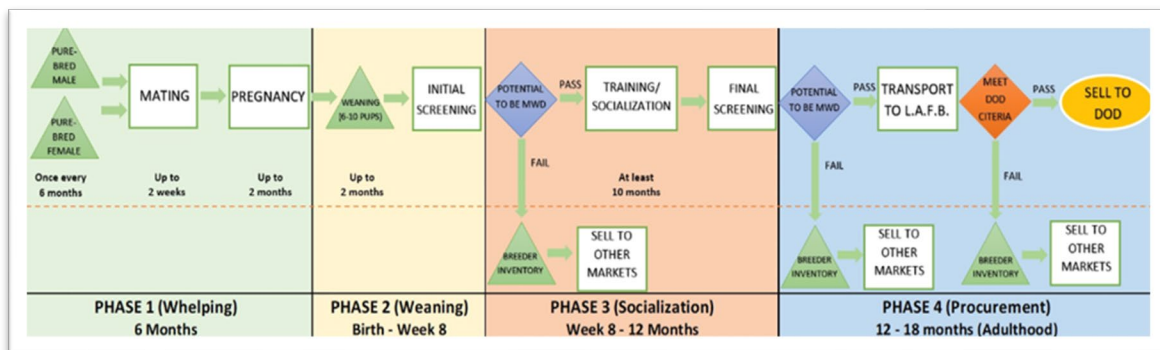 PURE-
BRED
MALE
PURE-
BRED
FEMALE
MATING
PREGNANCY
Once every
6 months
Up to
2 weeks
Up to
2 months
WEANING
(6-10 PUPS)
INITIAL
SCREENING
Up to
2 months
POTENTIAL
TO BE MWD
PASS
TRAINING/
SOCIALIZATION
FINAL
SCREENING
FAIL
At least
10 months
BREEDER
INVENTORY
SELL TO
OTHER
MARKETS
POTENTIAL
TO BE MWD
PASS
TRANSPORT
TO L.A.F.B.
MEET
DOD
CITERIA
PASS
SELL TO
DOD
FAIL
FAIL
BREEDER
INVENTORY
SELL TO
OTHER
MARKETS
BREEDER
INVENTORY
SELL TO
OTHER
MARKETS
PHASE 1 (Whelping)
6 Months
PHASE 2 (Weaning)
Birth - Week 8
PHASE 3 (Socialization)
Week 8 - 12 Months
PHASE 4 (Procurement)
12 - 18 months (Adulthood)